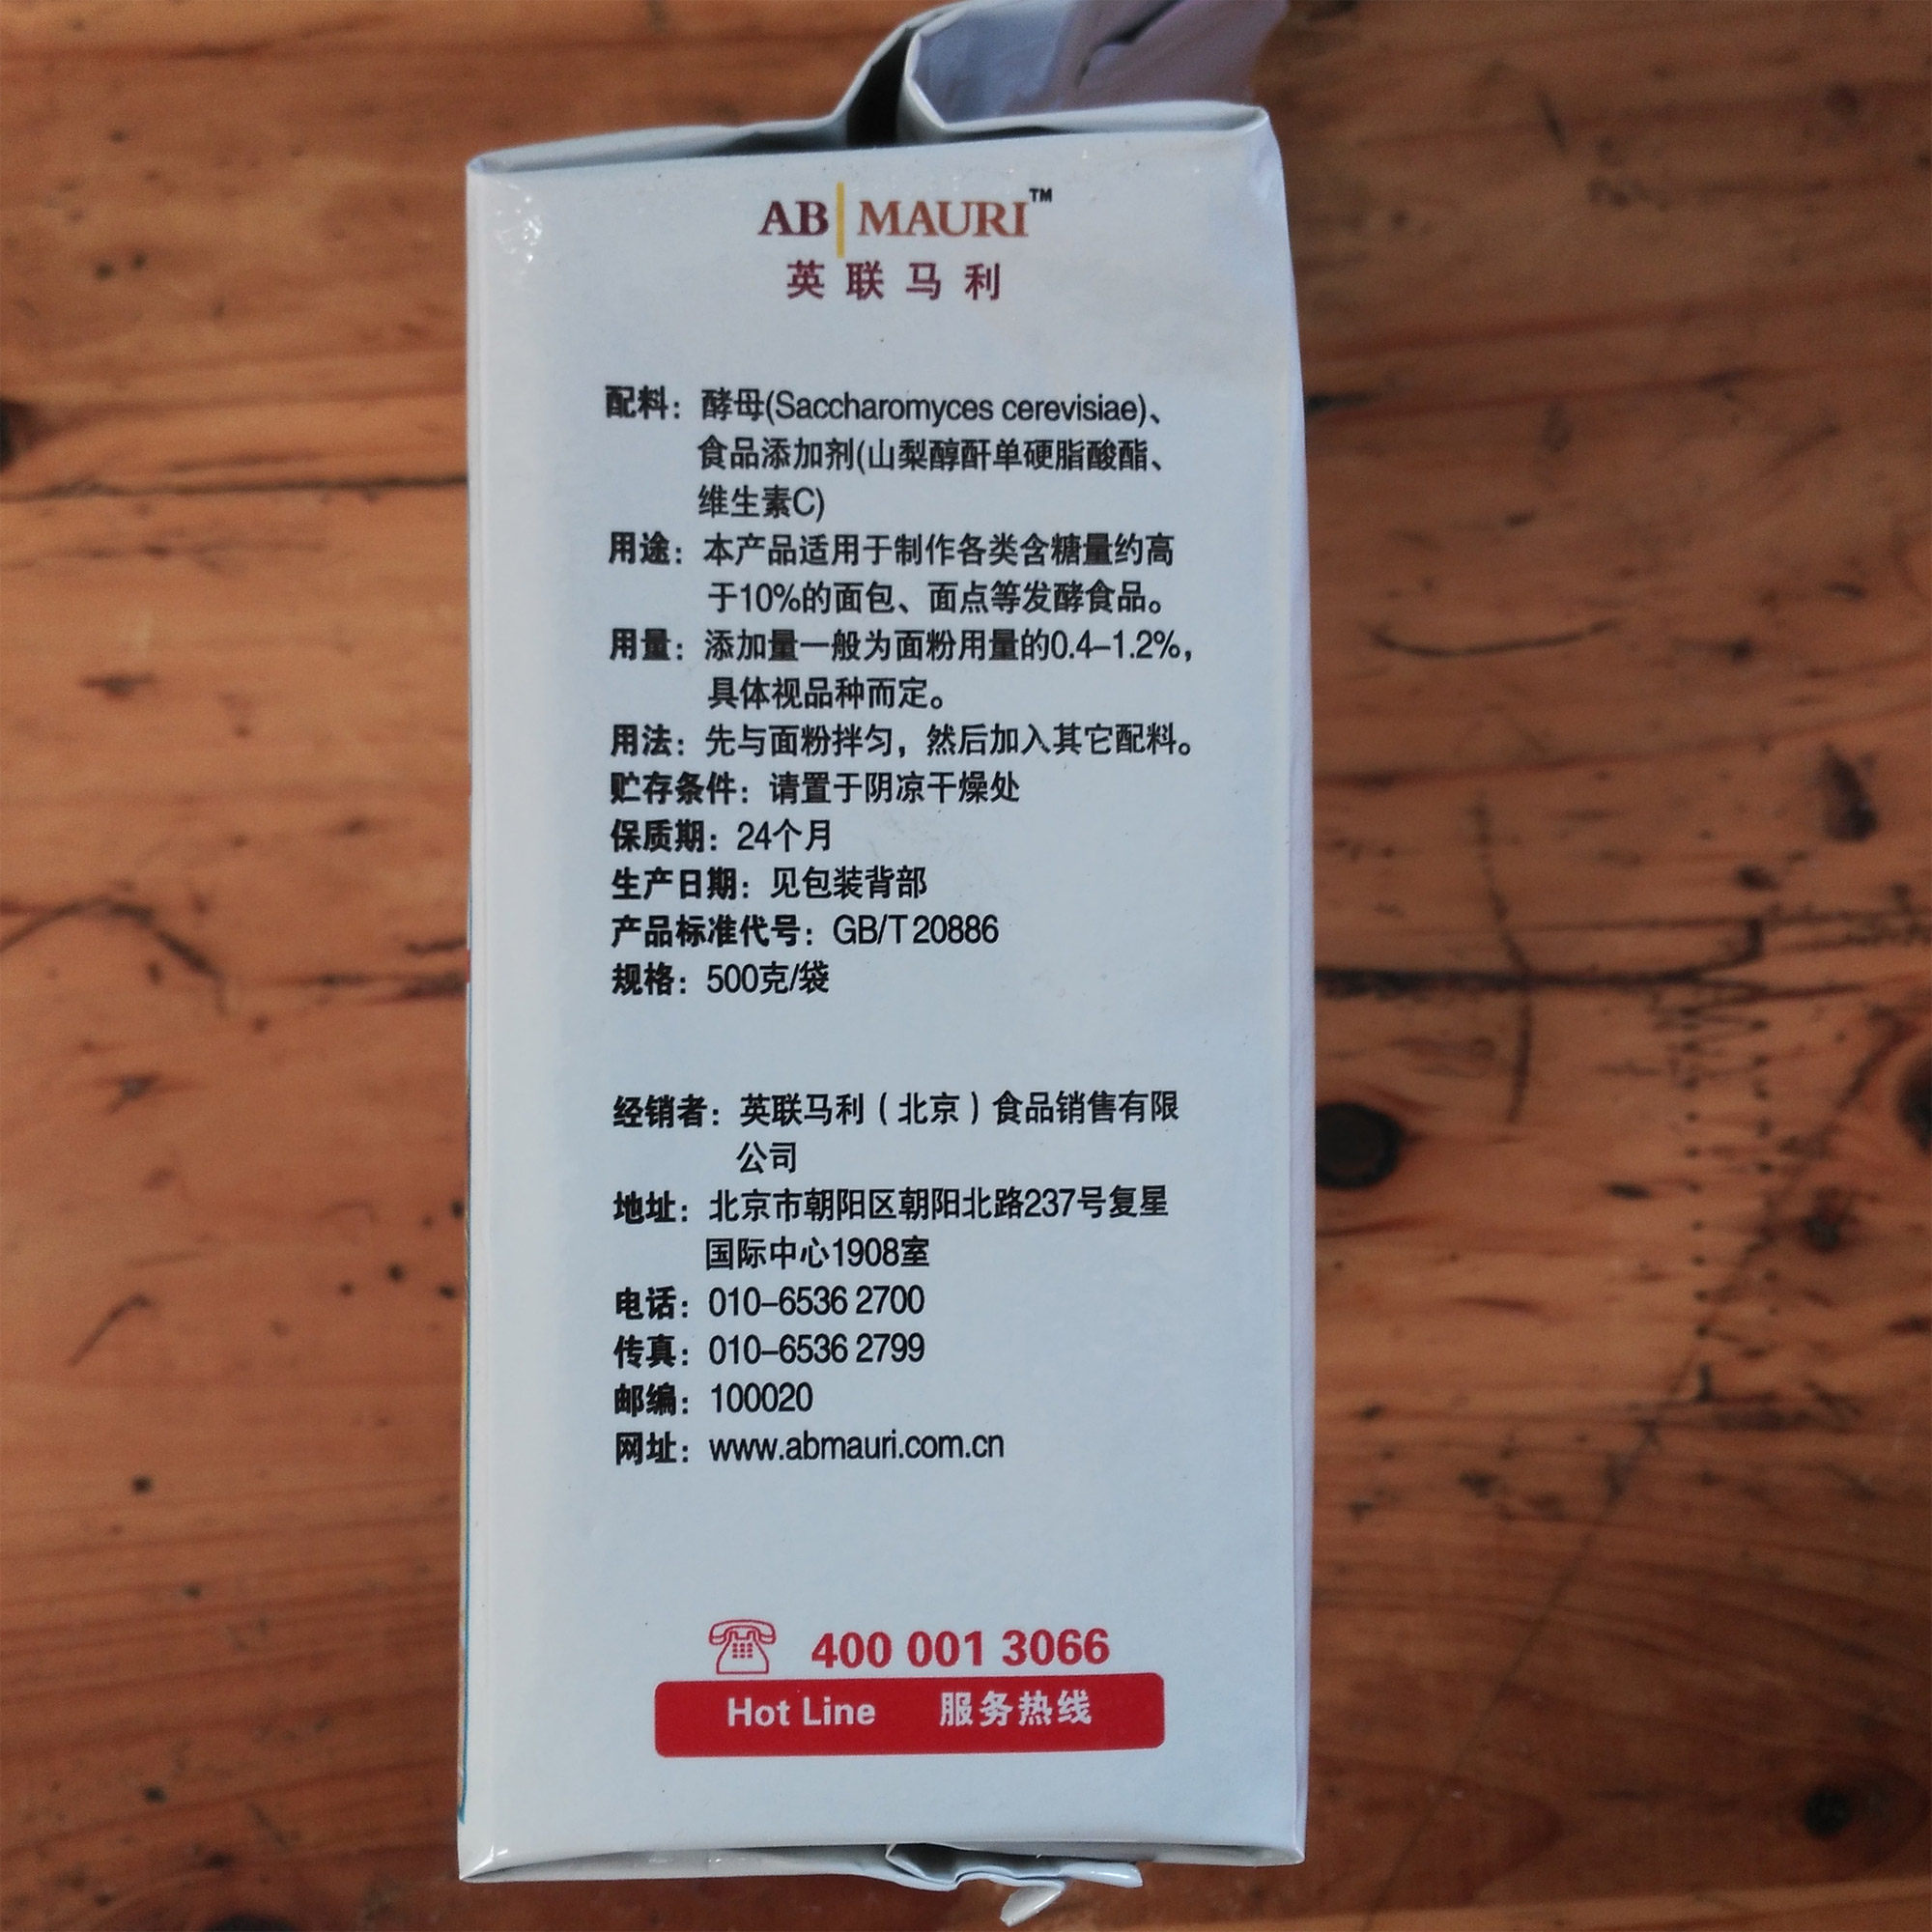 AB MAURI™
英联马利
配料：酵母(Saccharomyces cerevisiae)、
食品添加剂(山梨醇酐单硬脂酸酯、
维生素C)
用途：本产品适用于制作各类含糖量约高
于10%的面包、面点等发酵食品。
用量：添加量一般为面粉用量的0.4–1.2%，
具体视品种而定。
用法：先与面粉拌匀，然后加入其它配料。
贮存条件：请置于阴凉干燥处
保质期：24个月
生产日期：见包装背部
产品标准代号：GB/T 20886
规格：500克/袋
经销者：英联马利（北京）食品销售有限
公司
地址：北京市朝阳区朝阳北路237号复星
国际中心1908室
电话：010–6536 2700
传真：010–6536 2799
邮编：100020
网址：www.abmauri.com.cn
400 001 3066
Hot Line 服务热线